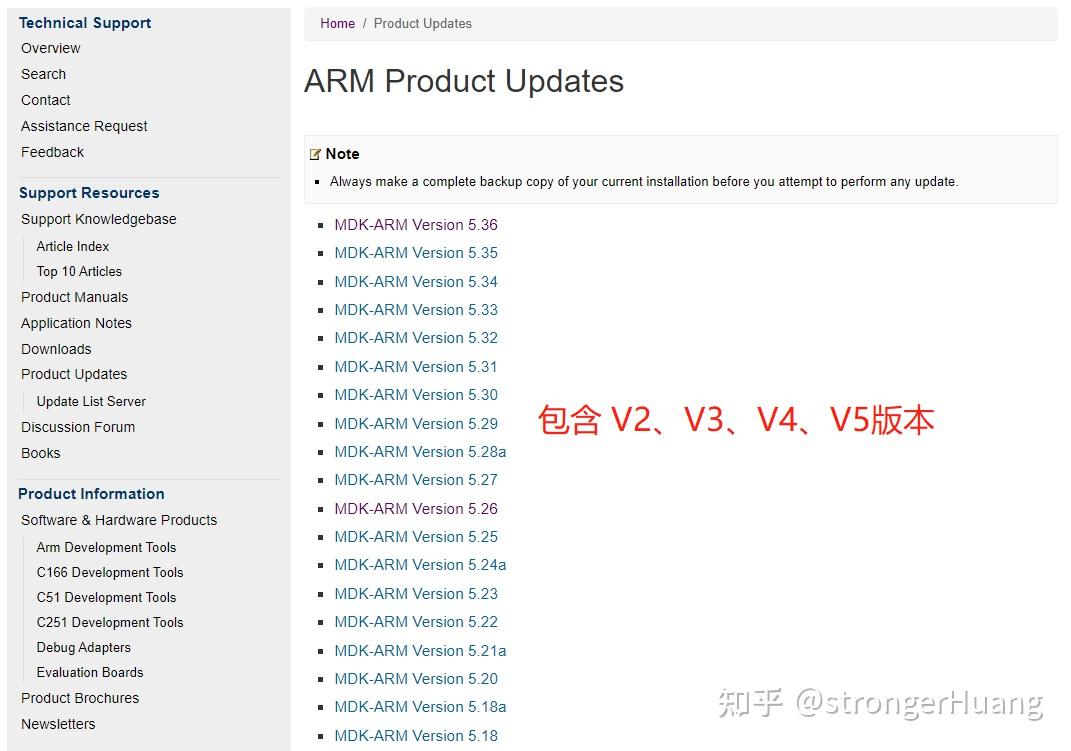 Technical Support
Overview
Search
Contact
Assistance Request
Feedback
Support Resources
Support Knowledgebase
Article Index
Top 10 Articles
Product Manuals
Application Notes
Downloads
Product Updates
Update List Server
Discussion Forum
Books
Product Information
Software & Hardware Products
Arm Development Tools
C166 Development Tools
C51 Development Tools
C251 Development Tools
Debug Adapters
Evaluation Boards
Product Brochures
Newsletters
Home / Product Updates
ARM Product Updates
Note
Always make a complete backup copy of your current installation before you attempt to perform any update.
MDK-ARM Version 5.36
MDK-ARM Version 5.35
MDK-ARM Version 5.34
MDK-ARM Version 5.33
MDK-ARM Version 5.32
MDK-ARM Version 5.31
MDK-ARM Version 5.30
MDK-ARM Version 5.29
MDK-ARM Version 5.28a
MDK-ARM Version 5.27
MDK-ARM Version 5.26
MDK-ARM Version 5.25
MDK-ARM Version 5.24a
MDK-ARM Version 5.23
MDK-ARM Version 5.22
MDK-ARM Version 5.21a
MDK-ARM Version 5.20
MDK-ARM Version 5.18a
MDK-ARM Version 5.18
包含 V2、V3、V4、V5版本
知乎 @strongerHuang